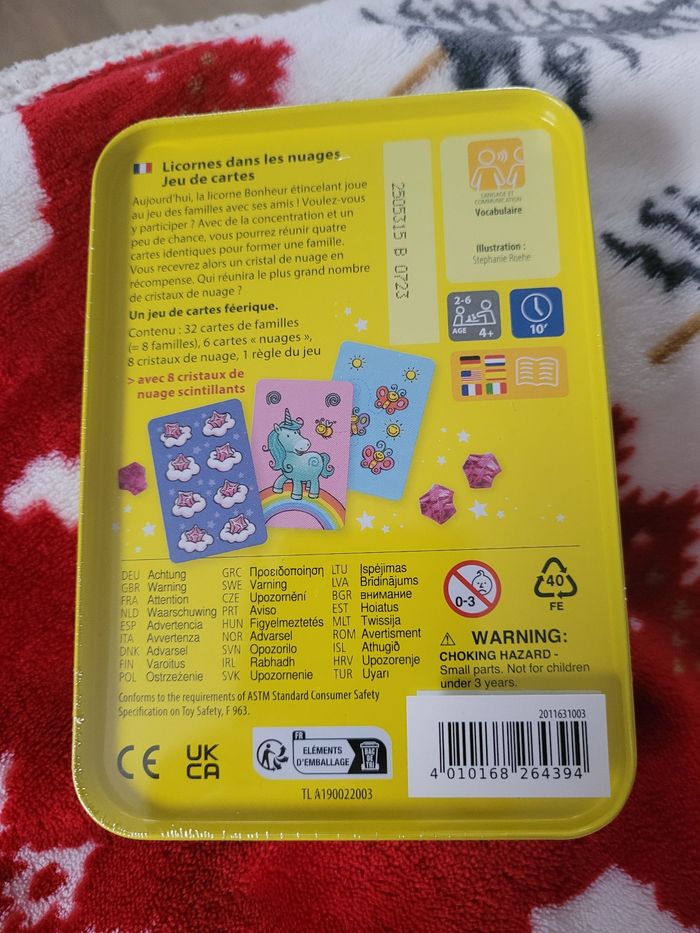 Licornes dans les nuages
Jeu de cartes
Aujourd'hui, la licorne Bonheur étincelant joue
au jeu des familles avec ses amis ! Voulez-vous
y participer ? Avec de la concentration et un
peu de chance, vous pourrez réunir quatre
cartes identiques pour former une famille.
Vous recevrez alors un cristal de nuage en
récompense. Qui réunira le plus grand nombre
de cristaux de nuage ?
Un jeu de cartes féerique.
Contenu : 32 cartes de familles
(= 8 familles), 6 cartes « nuages »,
8 cristaux de nuage, 1 règle du jeu
> avec 8 cristaux de
nuage scintillants
2505315 B 0723
LANGAGE ET
COMMUNICATION
Vocabulaire
Illustration :
Stephanie Roehe
2-6
AGE 4+
10'
DEU Achtung
GBR Warning
FRA Attention
NLD Waarschuwing
ESP Advertencia
ITA Avvertenza
DNK Advarsel
FIN Varoitus
POL Ostrzeżenie
GRC Προειδοποίηση
SWE Varning
CZE Upozornění
PRT Aviso
HUN Figyelmeztetés
NOR Advarsel
SVN Opozorilo
IRL Rabhadh
SVK Upozornenie
LTU Įspėjimas
LVA Brīdinājums
BGR внимание
EST Hoiatus
MLT Twissija
ROM Avertisment
ISL Athugið
HRV Upozorenje
TUR Uyarı
0-3
40
FE
WARNING:
CHOKING HAZARD -
Small parts. Not for children
under 3 years.
Conforms to the requirements of ASTM Standard Consumer Safety
Specification on Toy Safety, F 963.
CE
UK
CA
FR
ELÉMENTS
D'EMBALLAGE
BAC
DE TRI
TL A190022003
2011631003
4 010168 264394